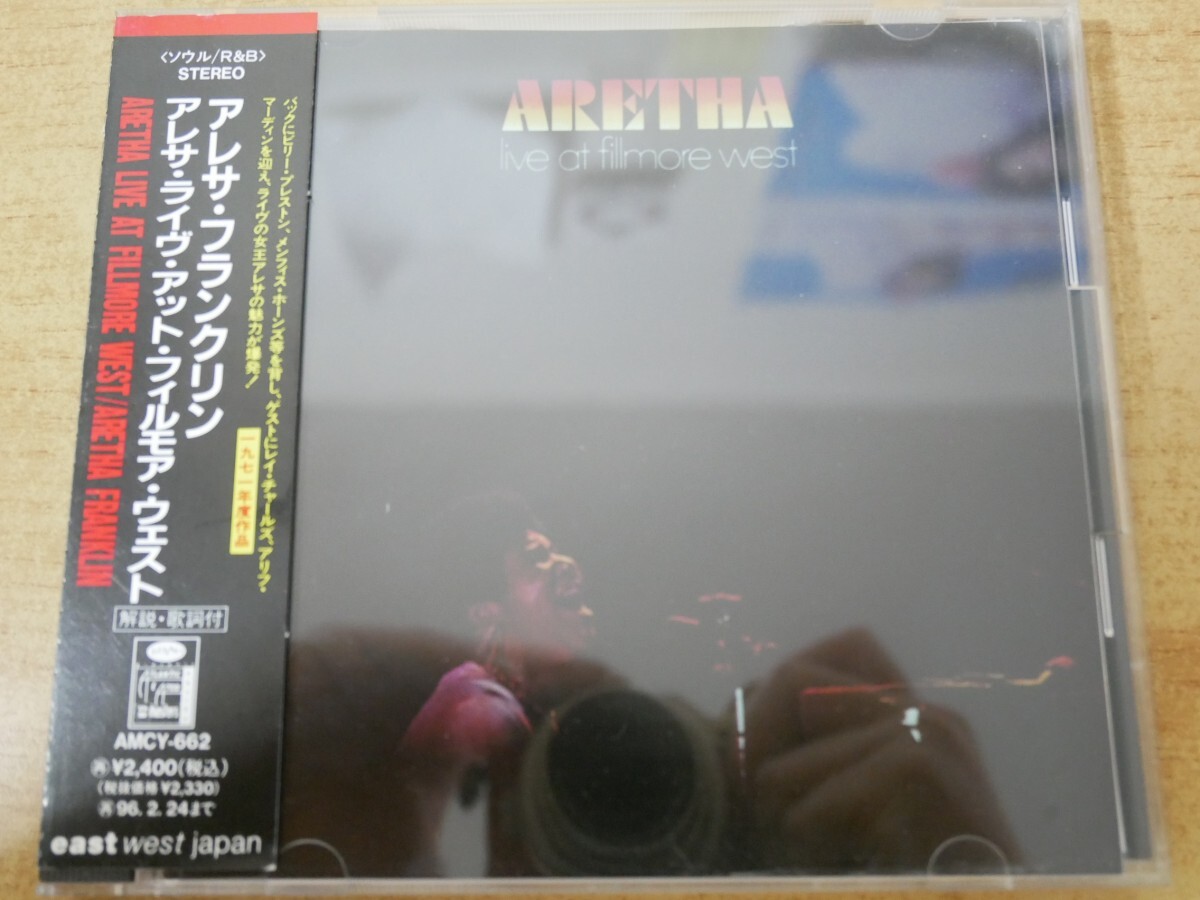 〈ソウル/R&B〉
STEREO
バックにビリー・プレストン、メンフィス・ホーンズ等を背し、ゲストにレイ・チャールズ、アリフ・
マーディンを迎え、ライヴの女王アレサの魅力が爆発!
一九七一年度作品
アレサ・フランクリン
アレサ・ライヴ・アット・フィルモア・ウェスト
ARETHA LIVE AT FILLMORE WEST/ARETHA FRANKLIN
解説・歌詞付
AMCY-662
㋐¥2,400(税込)
(税抜価格 ¥2,330)
㋐96.2.24まで
east west japan
ARETHA
live at fillmore west